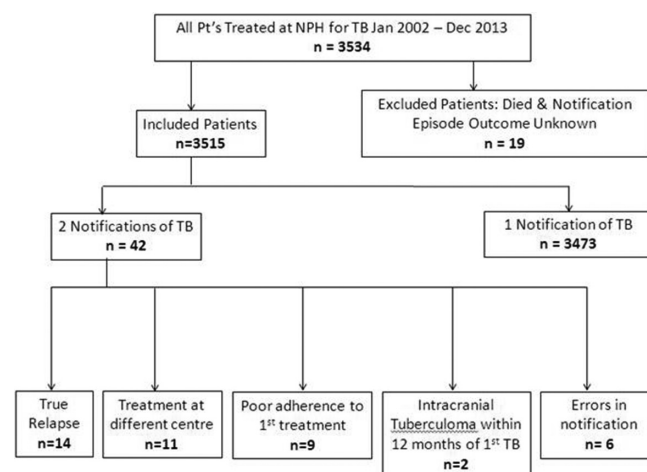 All Pt's Treated at NPH for TB Jan 2002 – Dec 2013
n = 3534
Excluded Patients: Died & Notification
Episode Outcome Unknown
n = 19
Included Patients
n=3515
2 Notifications of TB
n = 42
1 Notification of TB
n = 3473
True
Relapse
n=14
Treatment at
different centre
n=11
Poor adherence to
1st treatment
n=9
Intracranial
Tuberculoma within
12 months of 1st TB
n=2
Errors in
notification
n= 6